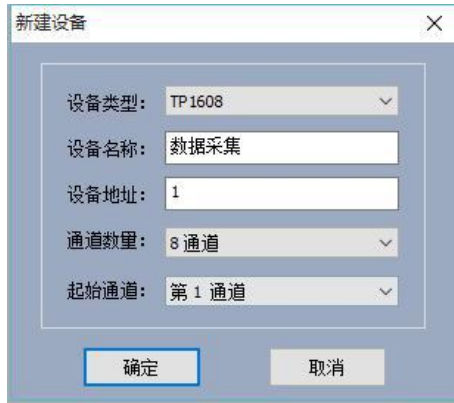 新建设备
设备类型： TP1608
设备名称： 数据采集
设备地址： 1
通道数量： 8 通道
起始通道： 第 1 通道
确定 取消